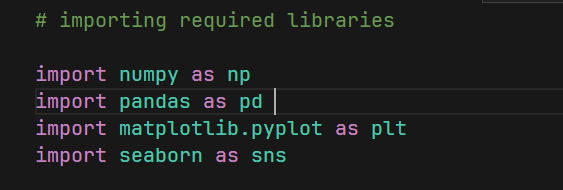 # importing required libraries
import numpy as np
import pandas as pd
import matplotlib.pyplot as plt
import seaborn as sns